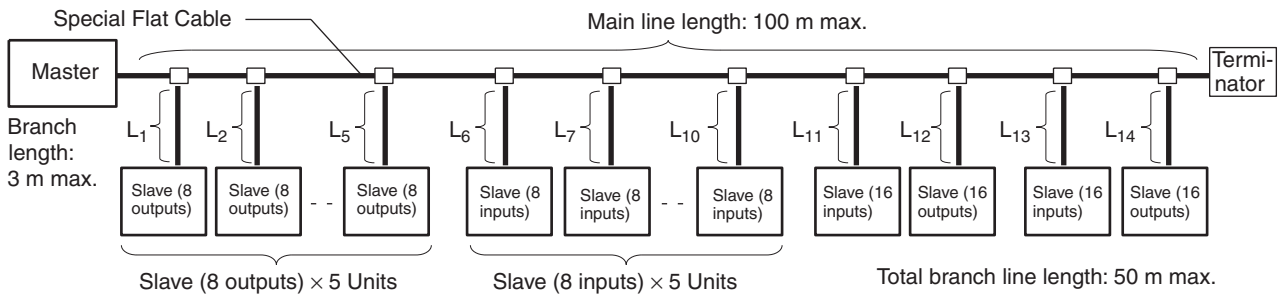 Special Flat Cable
Main line length: 100 m max.
Master
Termi-
nator
Branch
length:
3 m max.
L1
L2
L5
L6
L7
L10
L11
L12
L13
L14
Slave (8
outputs)
Slave (8
outputs)
- -
Slave (8
outputs)
Slave (8
inputs)
Slave (8
inputs)
- -
Slave (8
inputs)
Slave (16
inputs)
Slave (16
outputs)
Slave (16
inputs)
Slave (16
outputs)
Slave (8 outputs) × 5 Units
Slave (8 inputs) × 5 Units
Total branch line length: 50 m max.